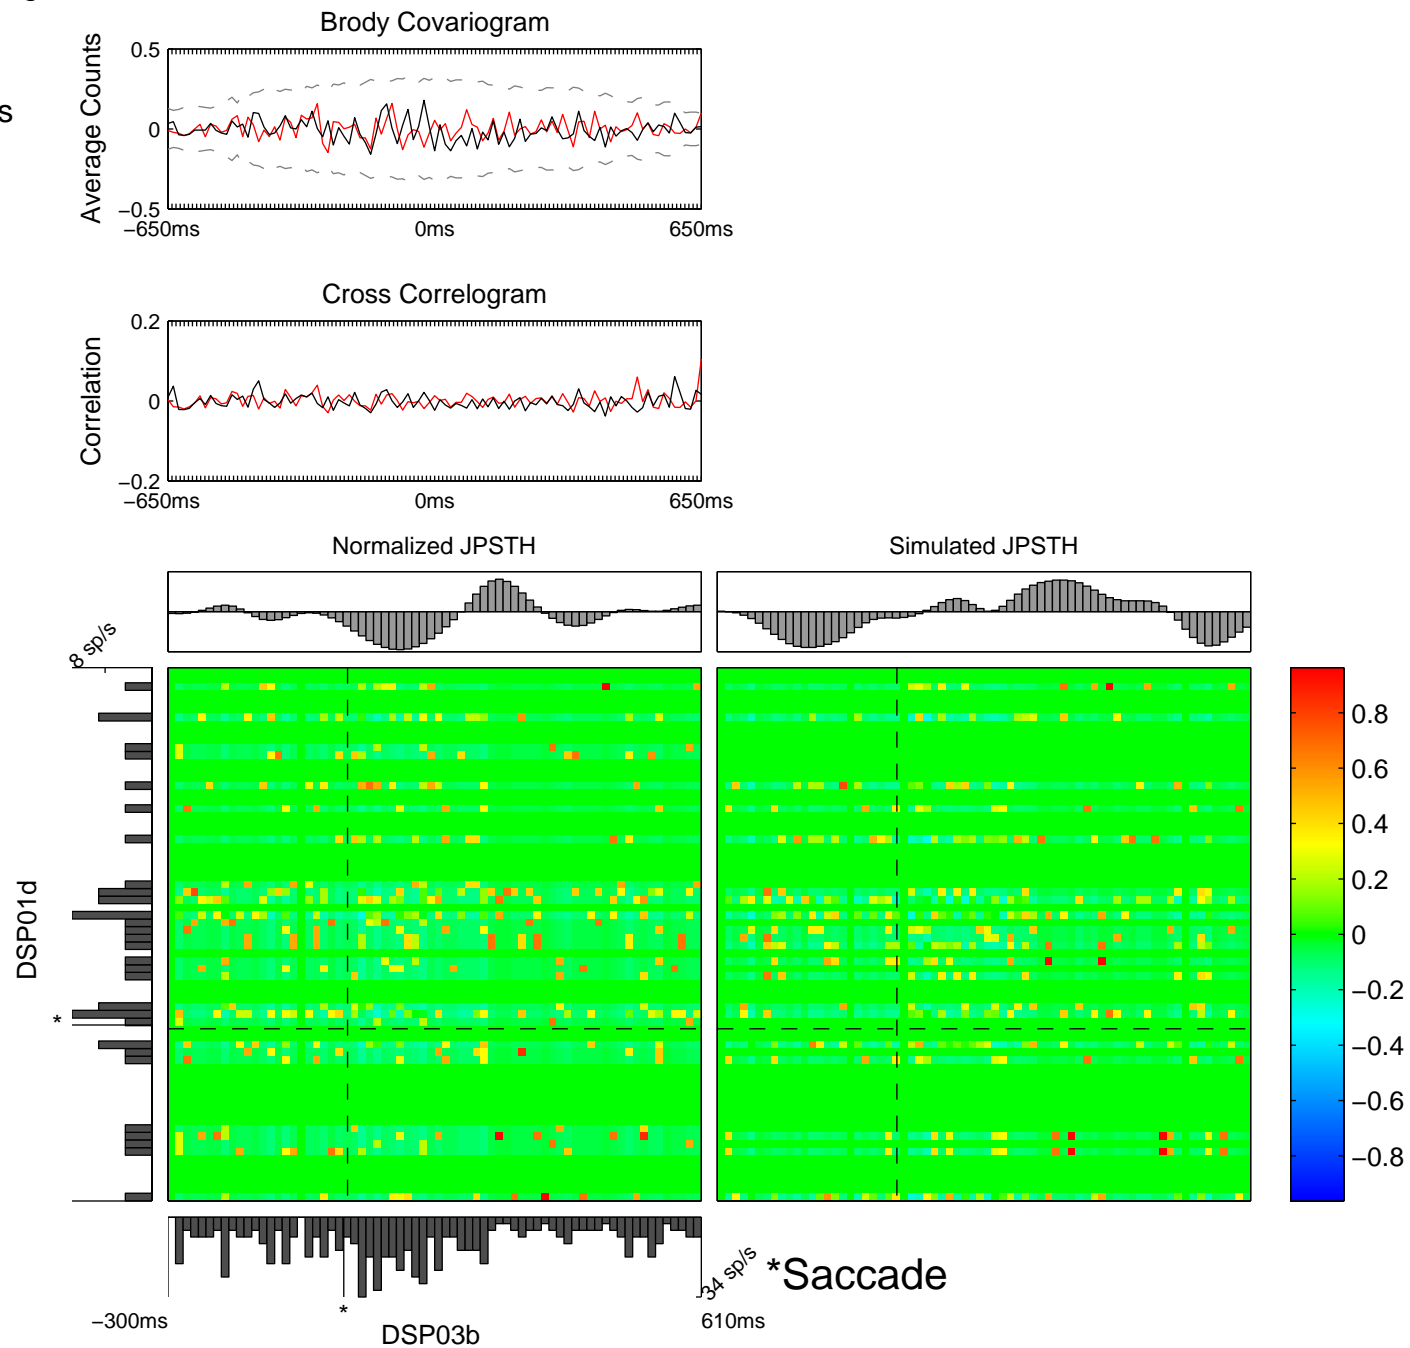 s
Brody Covariogram
Average Counts
0.5
0
−0.5
−650ms 0ms 650ms
Cross Correlogram
Correlation
0.2
0
−0.2
−650ms 0ms 650ms
Normalized JPSTH Simulated JPSTH
8 sp/s
DSP01d
*
0.8
0.6
0.4
0.2
0
−0.2
−0.4
−0.6
−0.8
34 sp/s
*Saccade
*
−300ms 610ms
DSP03b